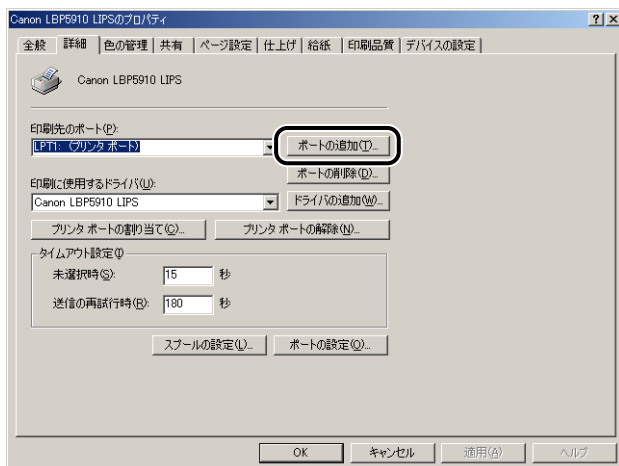 Canon LBP5910 LIPSのプロパティ
全般 詳細 色の管理 共有 ページ設定 仕上げ 給紙 印刷品質 デバイスの設定
Canon LBP5910 LIPS
印刷先のポート(P):
LPT1: (プリンタ ポート) ポートの追加(T)...
ポートの削除(D)...
印刷に使用するドライバ(U):
Canon LBP5910 LIPS ドライバの追加(W)...
プリンタ ポートの割り当て(C)... プリンタ ポートの解除(N)...
タイムアウト設定(I)
未選択時(S): 15 秒
送信の再試行時(R): 180 秒
スプールの設定(L)... ポートの設定(O)...
OK キャンセル 適用(A) ヘルプ